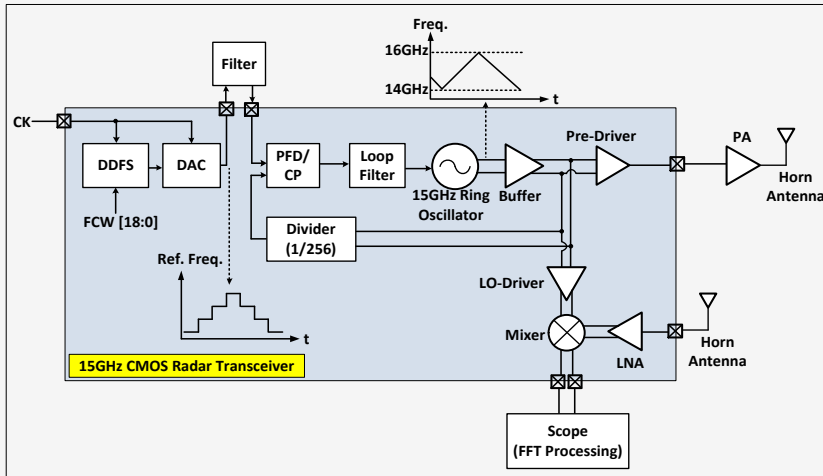 Freq.
16GHz
14GHz
t
Filter
CK
DDFS
DAC
PFD/
CP
Loop
Filter
15GHz Ring
Oscillator
Buffer
Pre-Driver
PA
Horn
Antenna
FCW [18:0]
Divider
(1/256)
Ref. Freq.
t
LO-Driver
Mixer
LNA
Horn
Antenna
15GHz CMOS Radar Transceiver
Scope
(FFT Processing)